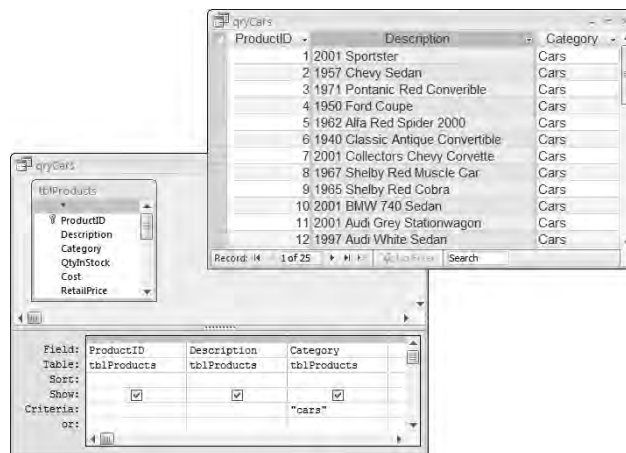 qryCars
ProductID Description Category
1 2001 Sportster Cars
2 1957 Chevy Sedan Cars
3 1971 Pontanic Red Converible Cars
4 1950 Ford Coupe Cars
5 1962 Alfa Red Spider 2000 Cars
6 1940 Classic Antique Convertible Cars
7 2001 Collectors Chevy Corvette Cars
8 1967 Shelby Red Muscle Car Cars
9 1965 Shelby Red Cobra Cars
10 2001 BMW 740 Sedan Cars
11 2001 Audi Grey Stationwagon Cars
12 1997 Audi White Sedan Cars
Record: 1 of 25 No Filter Search
qryCars
tblProducts
*
ProductID
Description
Category
QtyInStock
Cost
RetailPrice
Field: ProductID Description Category
Table: tblProducts tblProducts tblProducts
Sort:
Show:
Criteria: "cars"
or: